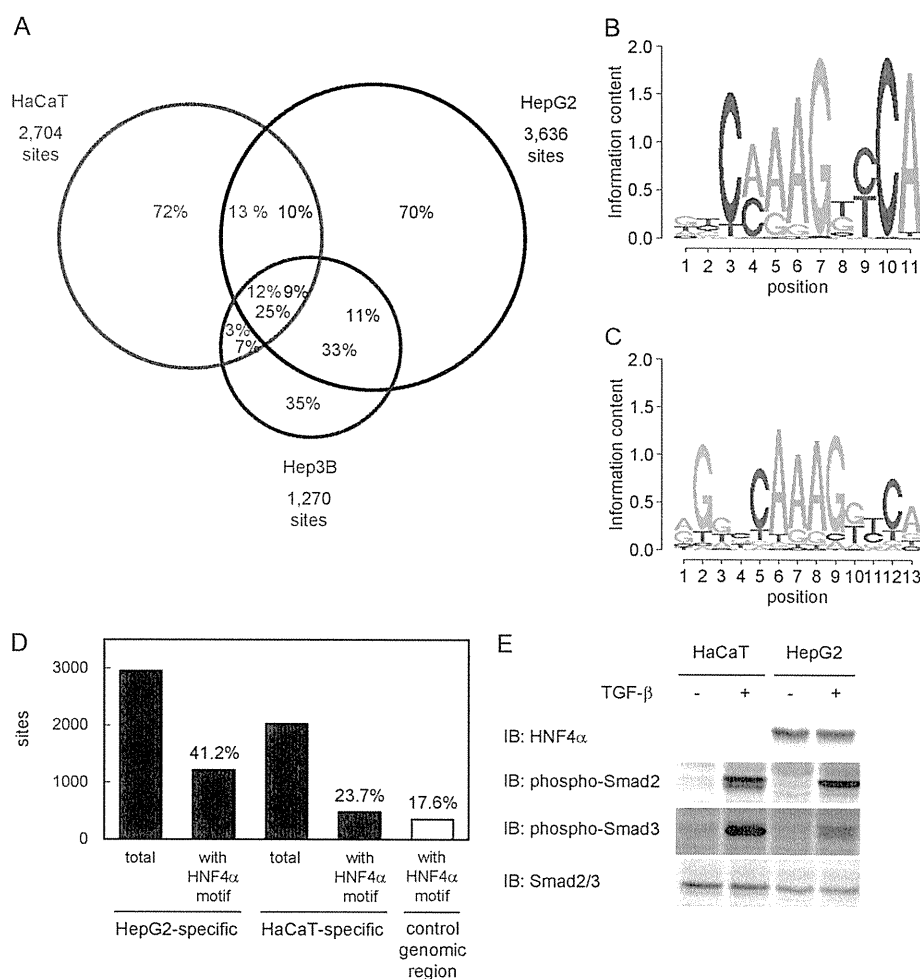 A
HaCaT
2,704
sites
HepG2
3,636
sites
72%
13 %
10%
70%
12%
9%
25%
11%
3%
7%
33%
35%
Hep3B
1,270
sites
B
Information content
2.0
1.5
1.0
0.5
0.0
1 2 3 4 5 6 7 8 9 10 11
position
C
Information content
2.0
1.5
1.0
0.5
0.0
1 2 3 4 5 6 7 8 9 10 11 12 13
position
D
sites
3000
2000
1000
0
41.2%
23.7%
17.6%
total
with HNF4α motif
total
with HNF4α motif
with HNF4α motif
HepG2-specific
HaCaT-specific
control genomic region
E
HaCaT HepG2
TGF-β - + - +
IB: HNF4α
IB: phospho-Smad2
IB: phospho-Smad3
IB: Smad2/3